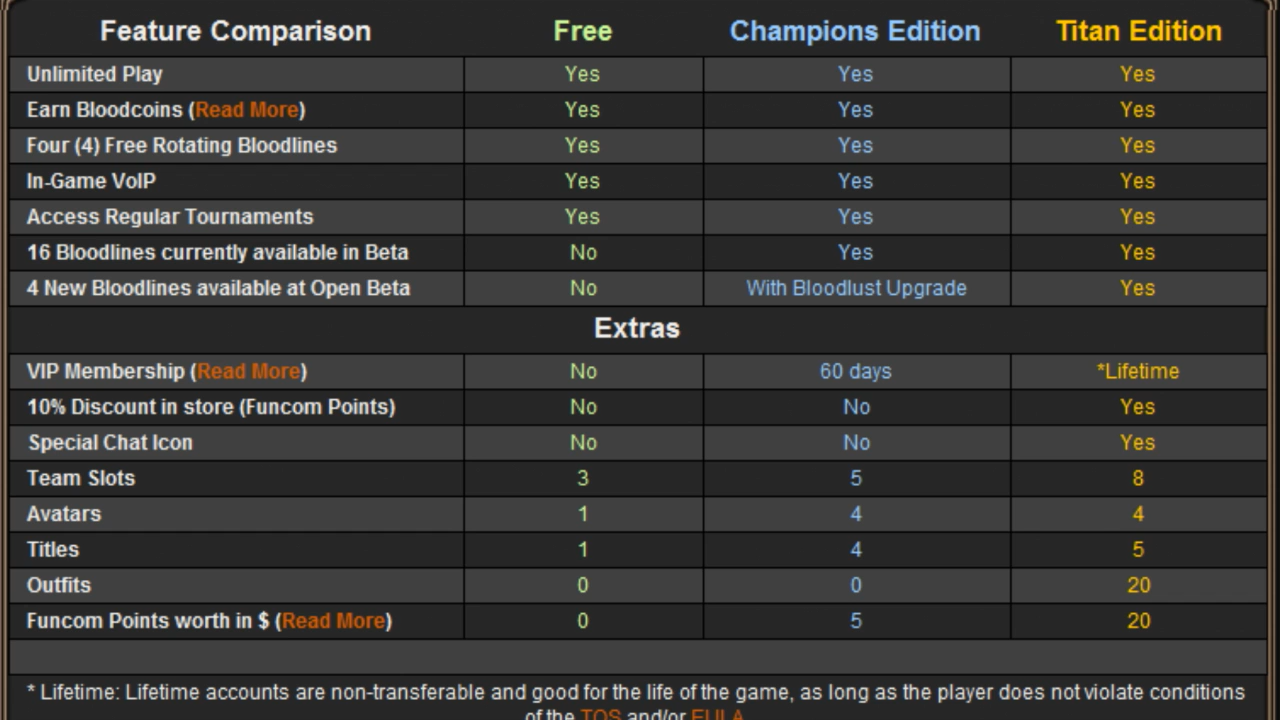 Feature Comparison Free Champions Edition Titan Edition
Unlimited Play Yes Yes Yes
Earn Bloodcoins (Read More) Yes Yes Yes
Four (4) Free Rotating Bloodlines Yes Yes Yes
In-Game VoIP Yes Yes Yes
Access Regular Tournaments Yes Yes Yes
16 Bloodlines currently available in Beta No Yes Yes
4 New Bloodlines available at Open Beta No With Bloodlust Upgrade Yes
Extras
VIP Membership (Read More) No 60 days *Lifetime
10% Discount in store (Funcom Points) No No Yes
Special Chat Icon No No Yes
Team Slots 3 5 8
Avatars 1 4 4
Titles 1 4 5
Outfits 0 0 20
Funcom Points worth in $ (Read More) 0 5 20
* Lifetime: Lifetime accounts are non-transferable and good for the life of the game, as long as the player does not violate conditions
of the TOS and/or EULA